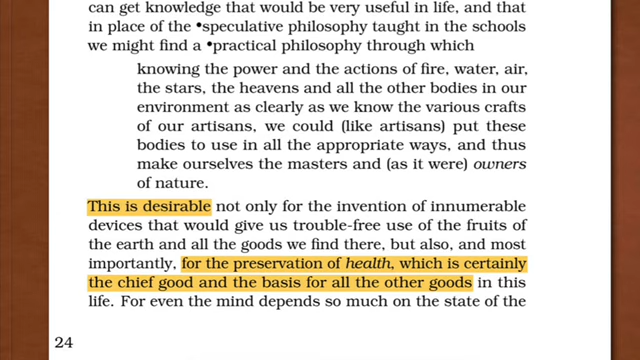 can get knowledge that would be very useful in life, and that
in place of the •speculative philosophy taught in the schools
we might find a •practical philosophy through which
knowing the power and the actions of fire, water, air,
the stars, the heavens and all the other bodies in our
environment as clearly as we know the various crafts
of our artisans, we could (like artisans) put these
bodies to use in all the appropriate ways, and thus
make ourselves the masters and (as it were) owners
of nature.
This is desirable not only for the invention of innumerable
devices that would give us trouble-free use of the fruits of
the earth and all the goods we find there, but also, and most
importantly, for the preservation of health, which is certainly
the chief good and the basis for all the other goods in this
life. For even the mind depends so much on the state of the
24